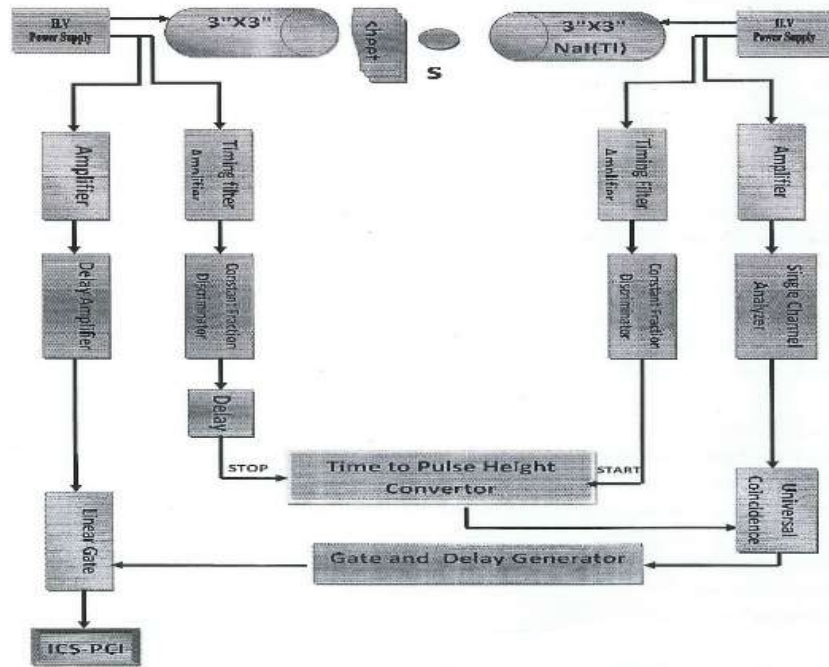 H.V
Power Supply
3"X3"
sheet
S
3"X3"
NaI(Tl)
H.V
Power Supply
Amplifier
Timing filter
Amplifier
Timing Filter
Amplifier
Amplifier
Delay Amplifier
Constant Fraction
Discriminator
Constant Fraction
Discriminator
Single Channel
Analyzer
Delay
STOP
Time to Pulse Height
Convertor
START
Universal
Coincidence
Linear Gate
Gate and Delay Generator
ICS-PCI